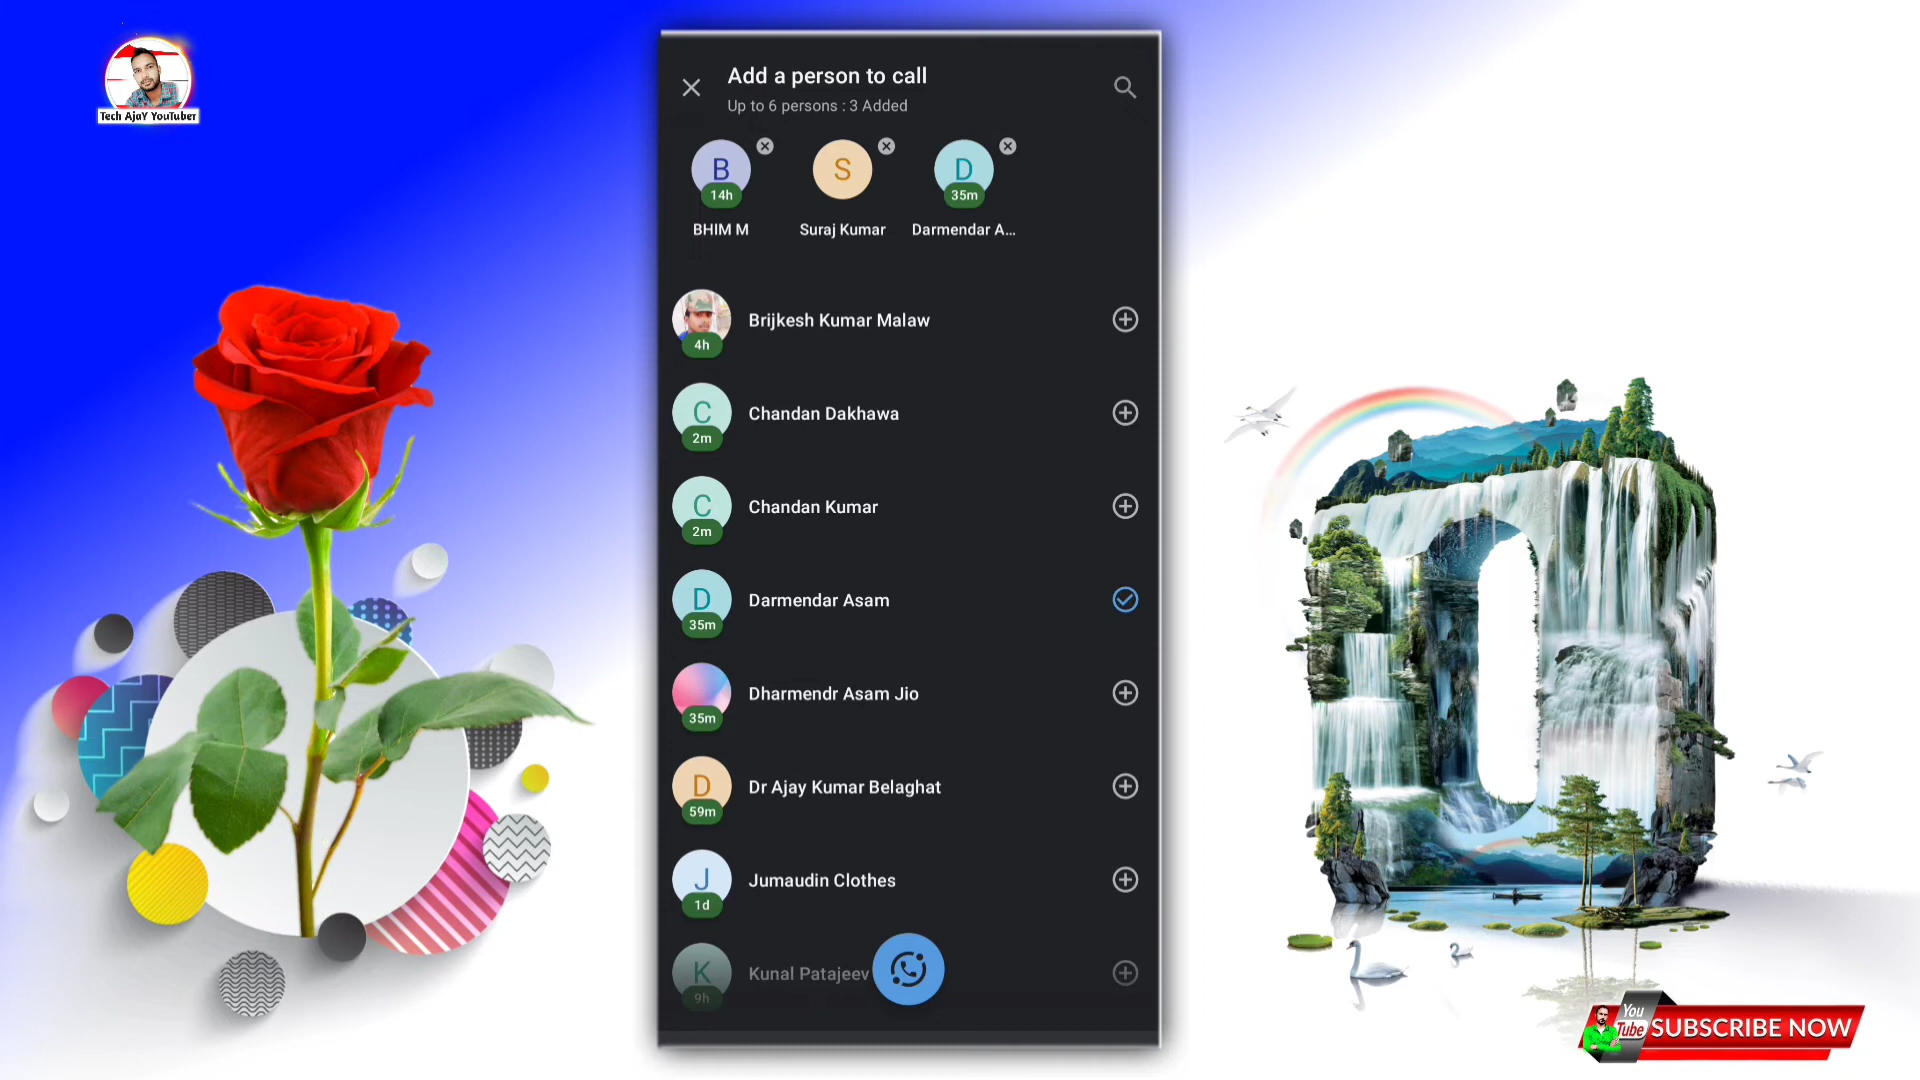 Tech AjaY YouTuber
Add a person to call
Up to 6 persons : 3 Added
B
14h
BHIM M
S
Suraj Kumar
D
35m
Darmendar A...
4h
Brijkesh Kumar Malaw
C
2m
Chandan Dakhawa
C
2m
Chandan Kumar
D
35m
Darmendar Asam
35m
Dharmendr Asam Jio
D
59m
Dr Ajay Kumar Belaghat
J
1d
Jumaudin Clothes
K
9h
Kunal Patajeev
You
Tube
SUBSCRIBE NOW